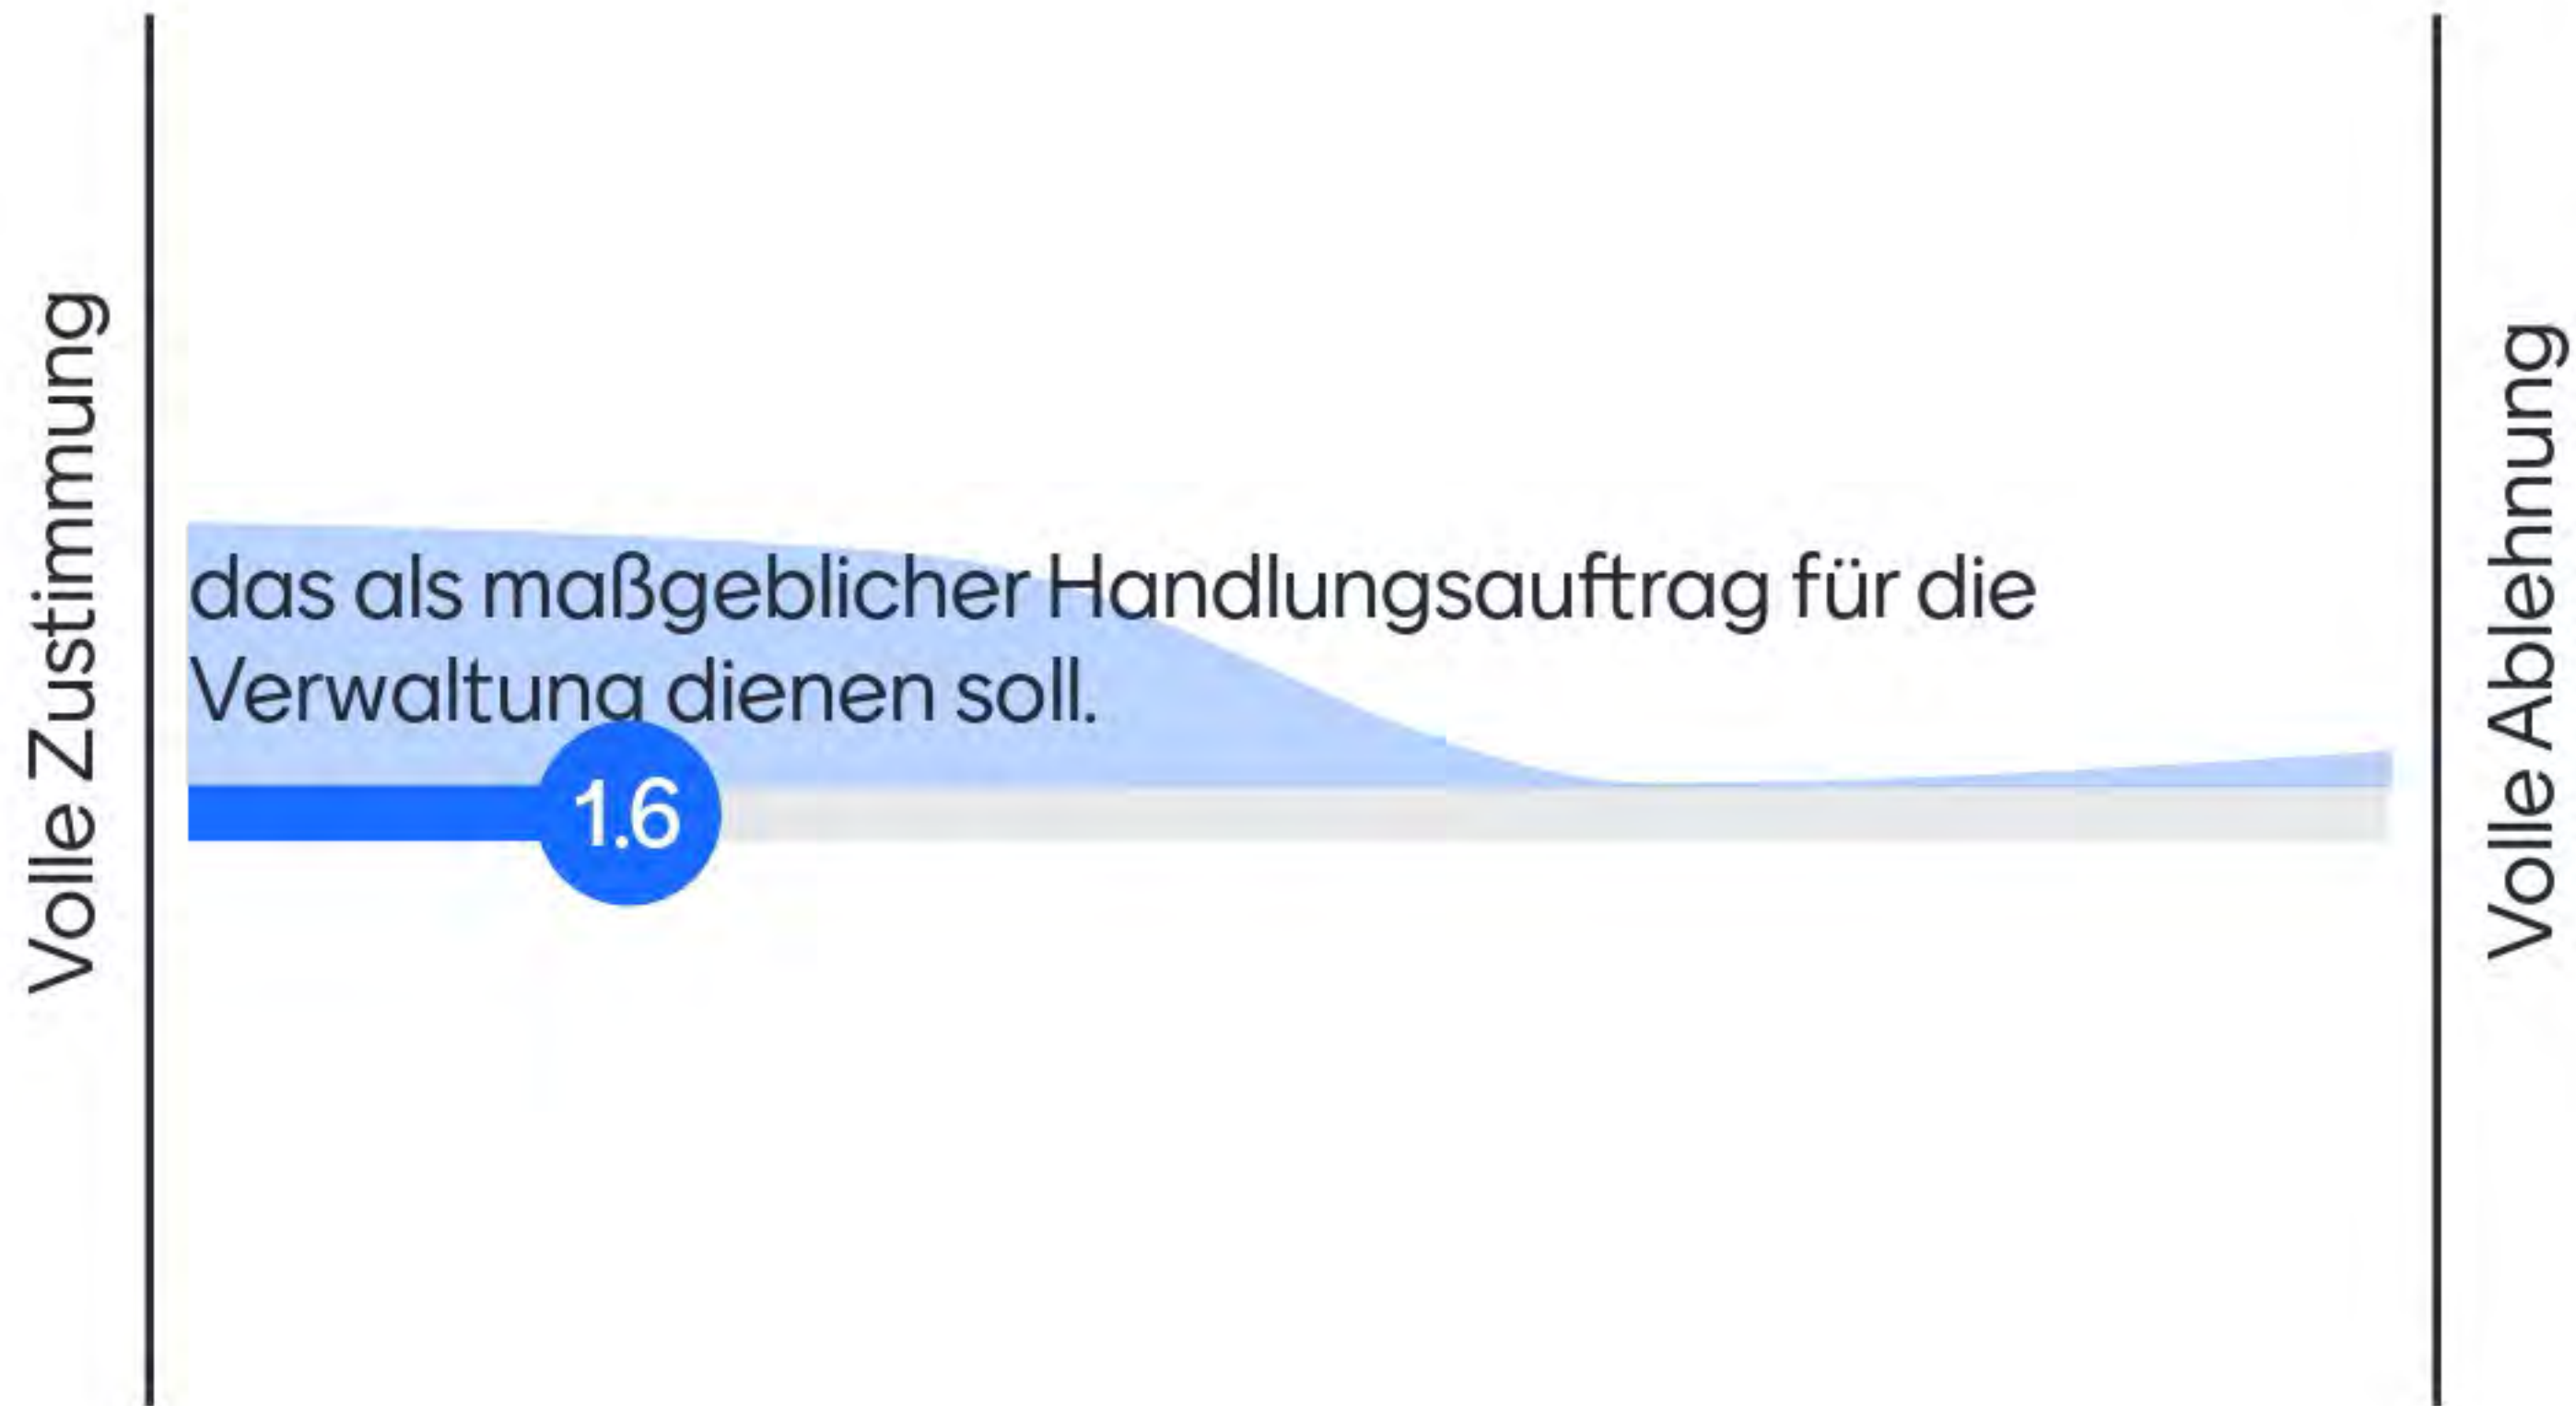 Volle Zustimmung
das als maßgeblicher Handlungsauftrag für die
Verwaltung dienen soll.
1.6
Volle Ablehnung